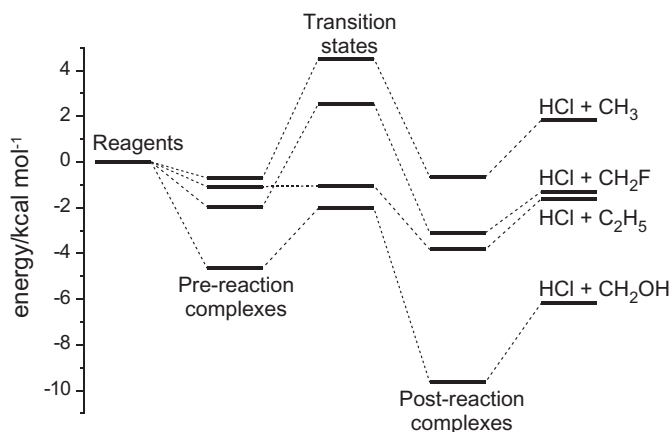 Transition
states
4
2
0
-2
-4
-6
-8
-10
energy/kcal mol⁻¹
Reagents
Pre-reaction
complexes
Post-reaction
complexes
HCl + CH₃
HCl + CH₂F
HCl + C₂H₅
HCl + CH₂OH